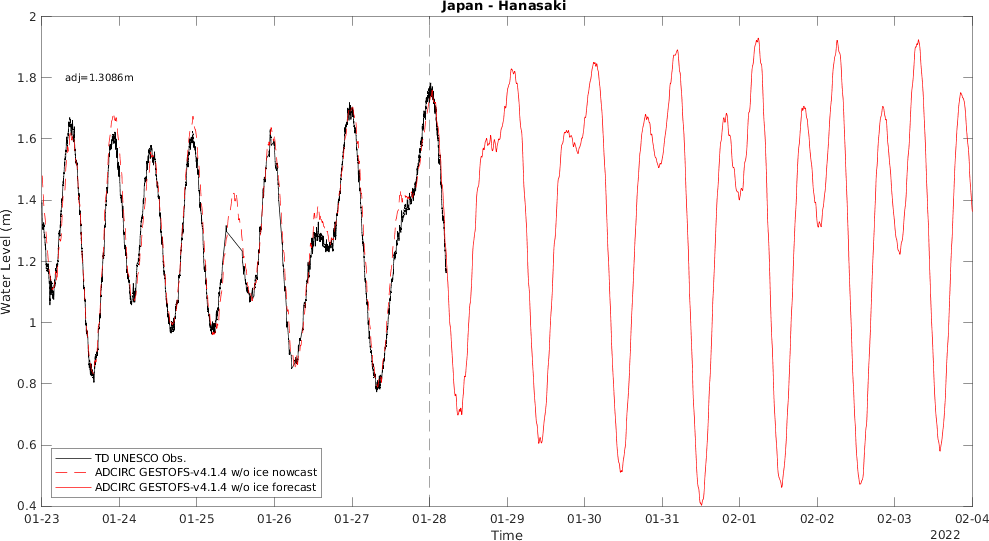 Japan - Hanasaki
2
1.8
1.6
1.4
1.2
1
0.8
0.6
0.4
Water Level (m)
adj=1.3086m
TD UNESCO Obs.
ADCIRC GESTOFS-v4.1.4 w/o ice nowcast
ADCIRC GESTOFS-v4.1.4 w/o ice forecast
01-23 01-24 01-25 01-26 01-27 01-28 01-29 01-30 01-31 02-01 02-02 02-03 02-04
Time
2022